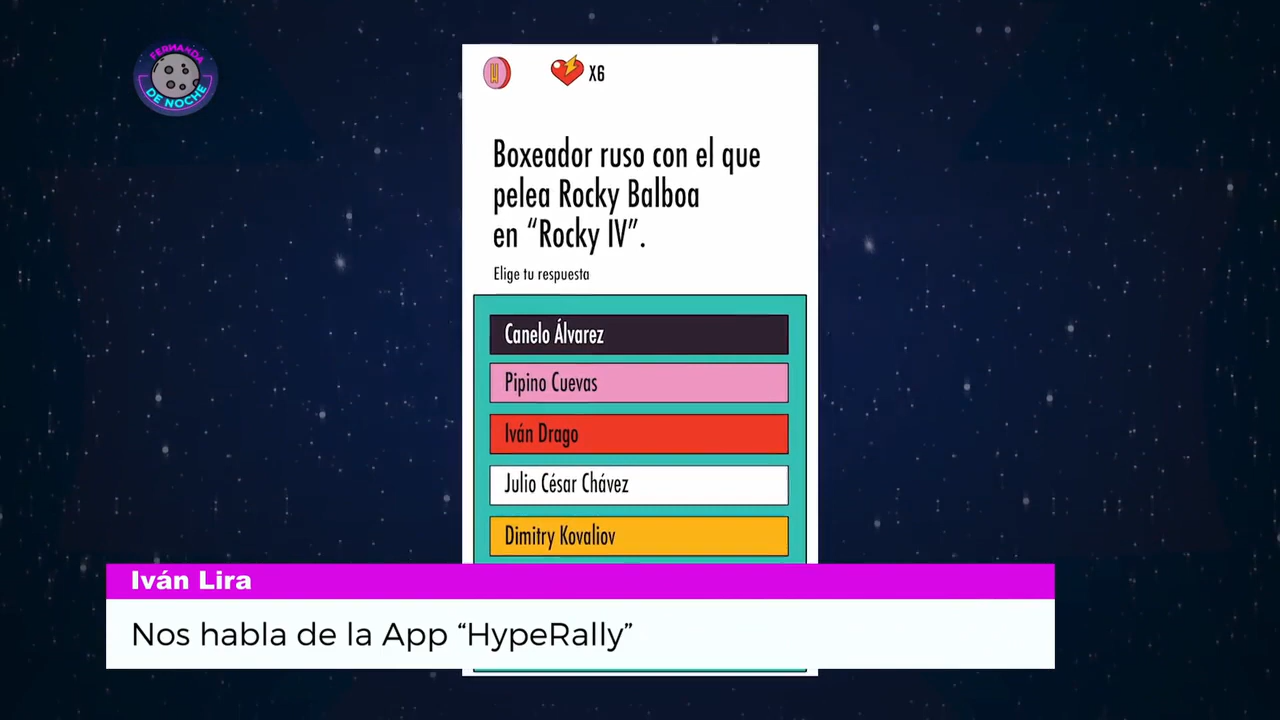 FERNANDA
DE NOCHE
X6
Boxeador ruso con el que
pelea Rocky Balboa
en “Rocky IV”.
Elige tu respuesta
Canelo Álvarez
Pipino Cuevas
Iván Drago
Julio César Chávez
Dimitry Kovaliov
Iván Lira
Nos habla de la App “HypeRally”